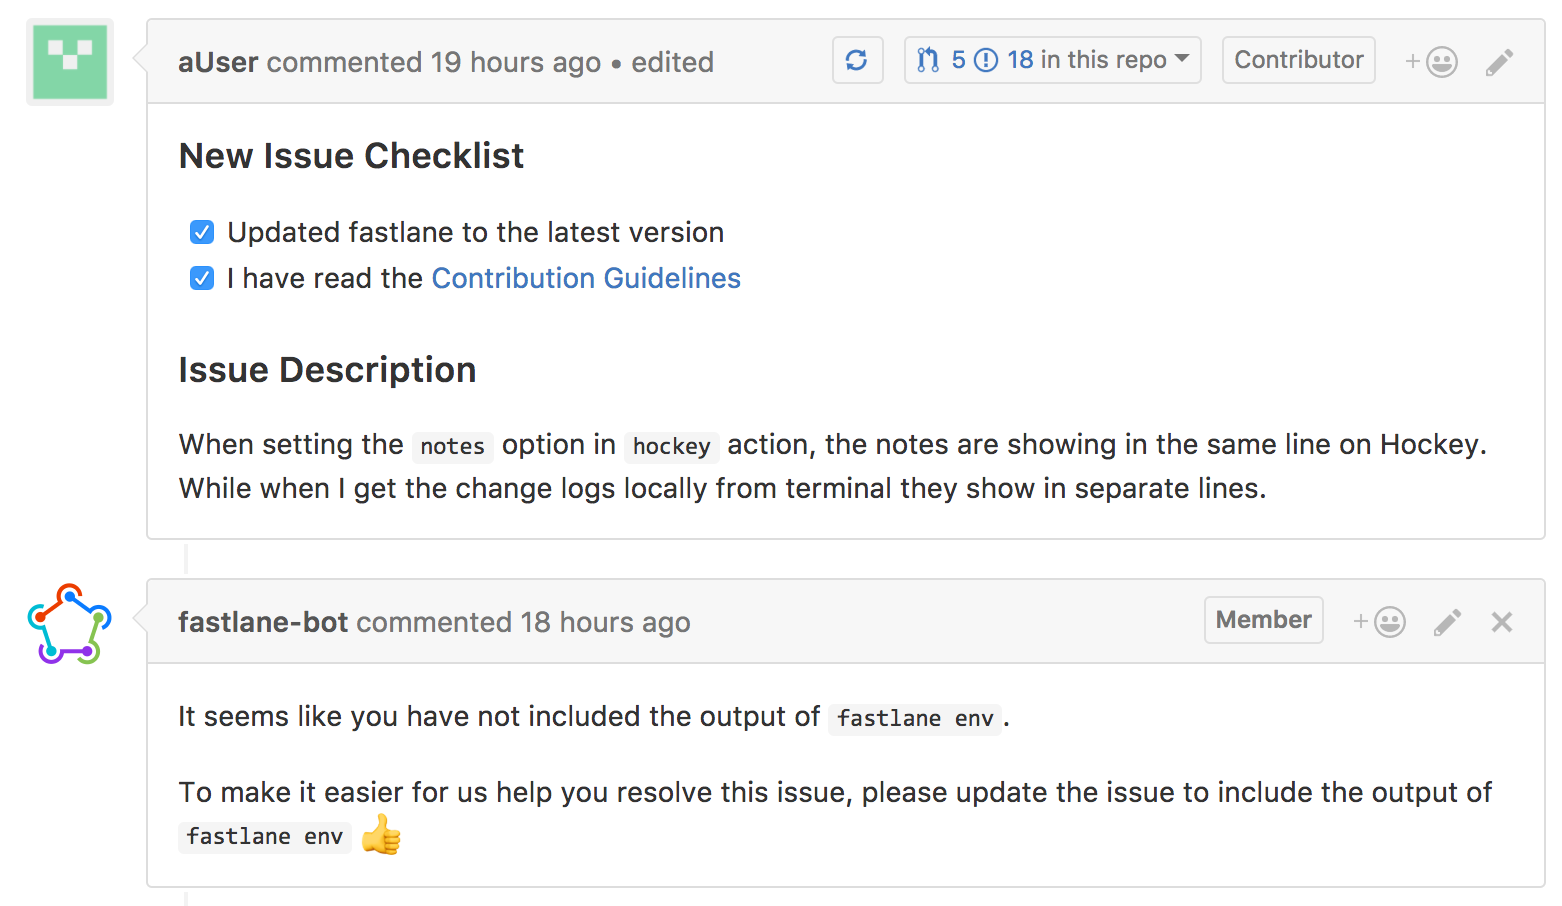 aUser commented 19 hours ago • edited
5 18 in this repo
Contributor
New Issue Checklist
Updated fastlane to the latest version
I have read the Contribution Guidelines
Issue Description
When setting the notes option in hockey action, the notes are showing in the same line on Hockey.
While when I get the change logs locally from terminal they show in separate lines.
fastlane-bot commented 18 hours ago
Member
It seems like you have not included the output of fastlane env.
To make it easier for us help you resolve this issue, please update the issue to include the output of
fastlane env 👍